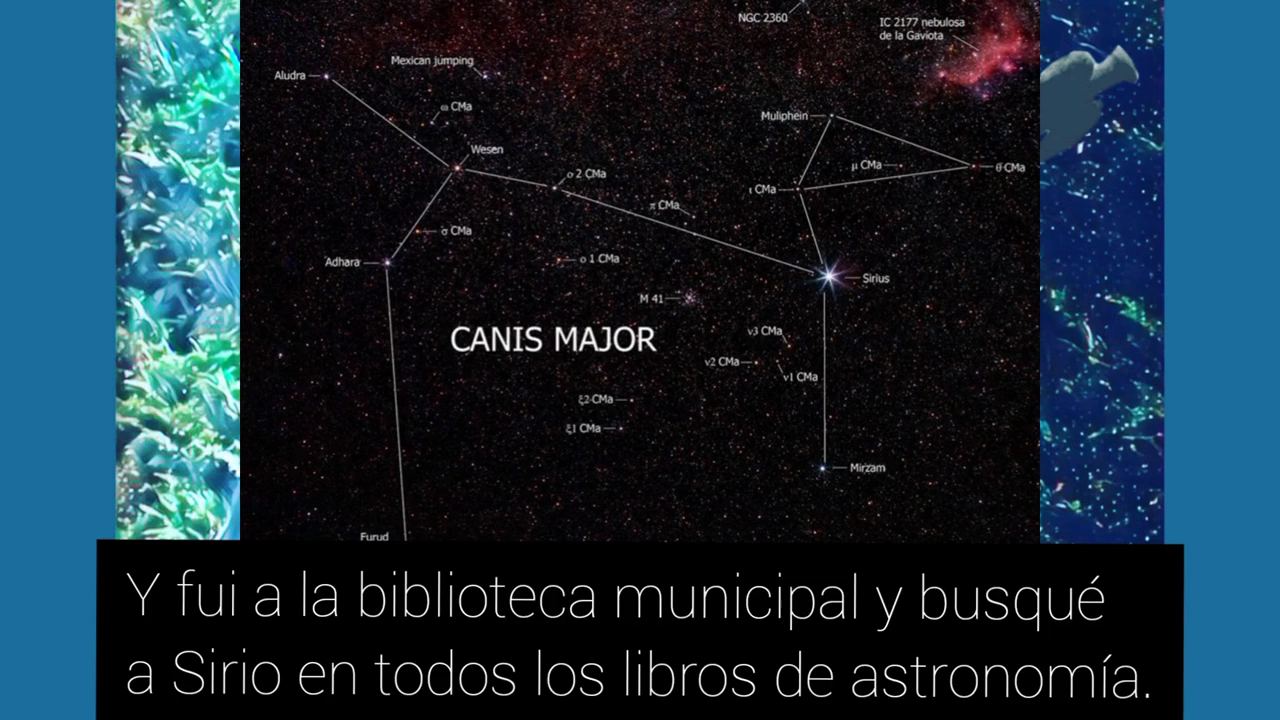 NGC 2360
IC 2177 nebulosa
de la Gaviota
Mexican jumping
Aludra
ω CMa
Muliphein
Wesen
μ CMa
θ CMa
ο 2 CMa
ι CMa
π CMa
σ CMa
Adhara
ο 1 CMa
Sirius
M 41
CANIS MAJOR
ν3 CMa
ν2 CMa
ν1 CMa
ξ2 CMa
ξ1 CMa
Mirzam
Furud
Y fui a la biblioteca municipal y busqué
a Sirio en todos los libros de astronomía.